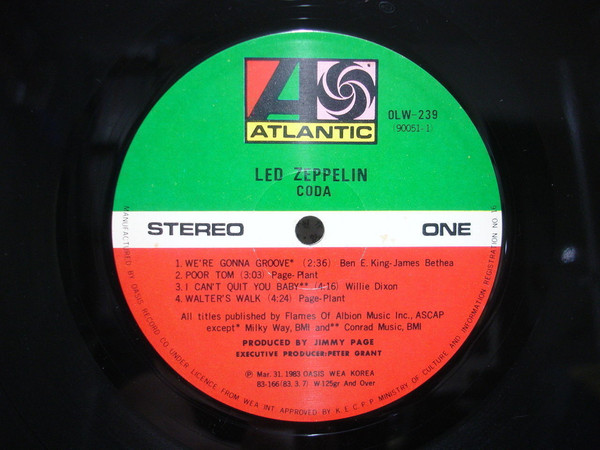 ATLANTIC
OLW-239
(90051-1)
LED ZEPPELIN
CODA
STEREO
ONE
1. WE'RE GONNA GROOVE* (2:36) Ben E. King-James Bethea
2. POOR TOM (3:03) Page-Plant
3. I CAN'T QUIT YOU BABY** (4:16) Willie Dixon
4. WALTER'S WALK (4:24) Page-Plant
All titles published by Flames Of Albion Music Inc., ASCAP
except* Milky Way, BMI and** Conrad Music, BMI
PRODUCED BY JIMMY PAGE
EXECUTIVE PRODUCER:PETER GRANT
Ⓟ Mar. 31. 1983 OASIS WEA KOREA
83-166 (83. 3. 7) W 125gr And Over
MANUFACTURED BY OASIS RECORD CO UNDER LICENCE FROM WEA INT APPROVED BY K. E. C. P. P MINISTRY OF CULTURE AND INFORMATION REGISTRATION NO